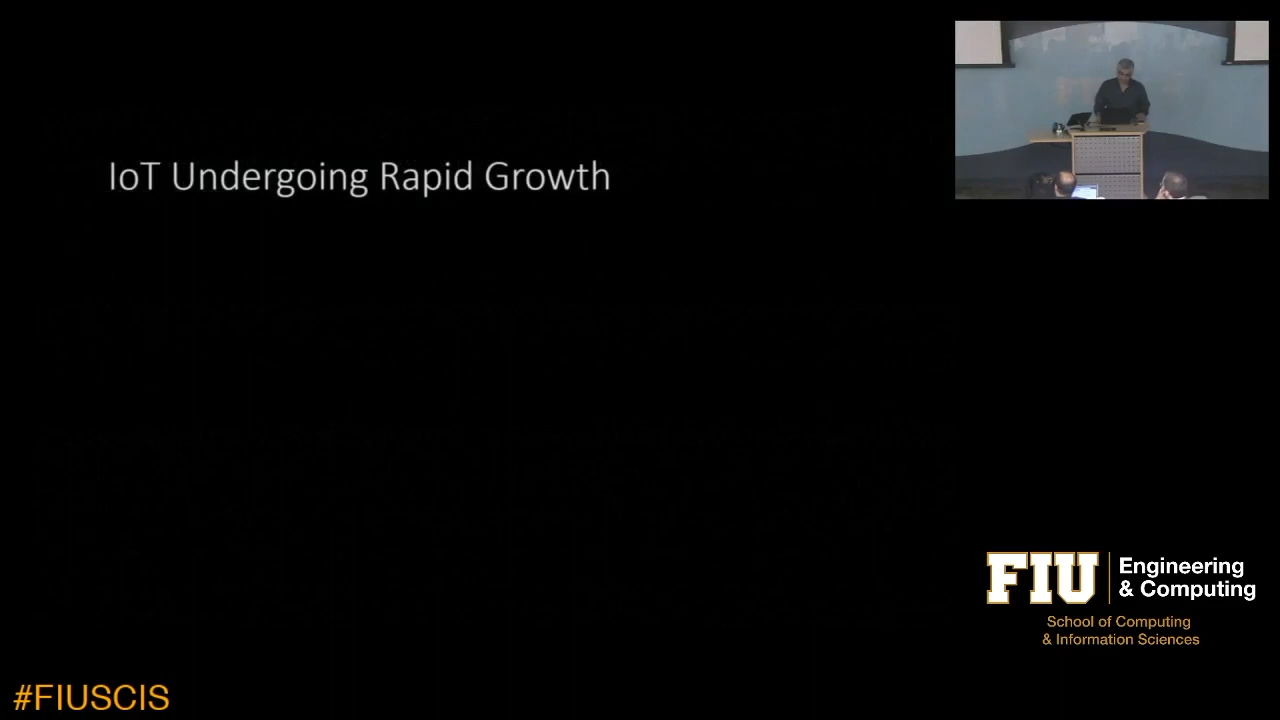 IoT Undergoing Rapid Growth
FIU
Engineering
& Computing
School of Computing
& Information Sciences
#FIUSCIS